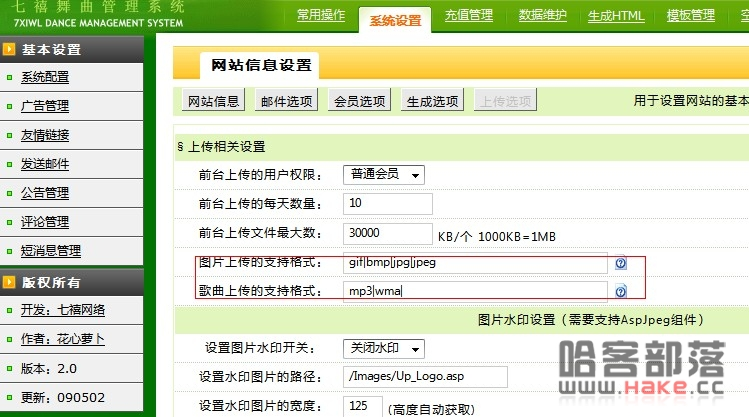 七禧舞曲管理系统
7XIWL DANCE MANAGEMENT SYSTEM
常用操作 系统设置 充值管理 数据维护 生成HTML 模板管理
基本设置
系统配置
广告管理
友情链接
发送邮件
公告管理
评论管理
短消息管理
版权所有
开发：七禧网络
作者：花心萝卜
版本：2.0
更新：090502
网站信息设置
网站信息 邮件选项 会员选项 生成选项 上传选项 用于设置网站的基本
§ 上传相关设置
前台上传的用户权限： 普通会员
前台上传的每天数量： 10
前台上传文件最大数： 30000 KB/个 1000KB=1MB
图片上传的支持格式： gif|bmp|jpg|jpeg
歌曲上传的支持格式： mp3|wma|
图片水印设置（需要支持AspJpeg组件）
设置图片水印开关： 关闭水印
设置水印图片的路径： /Images/Up_Logo.asp
设置水印图片的宽度： 125 (高度自动获取)
哈客部落
www.Hake.cc